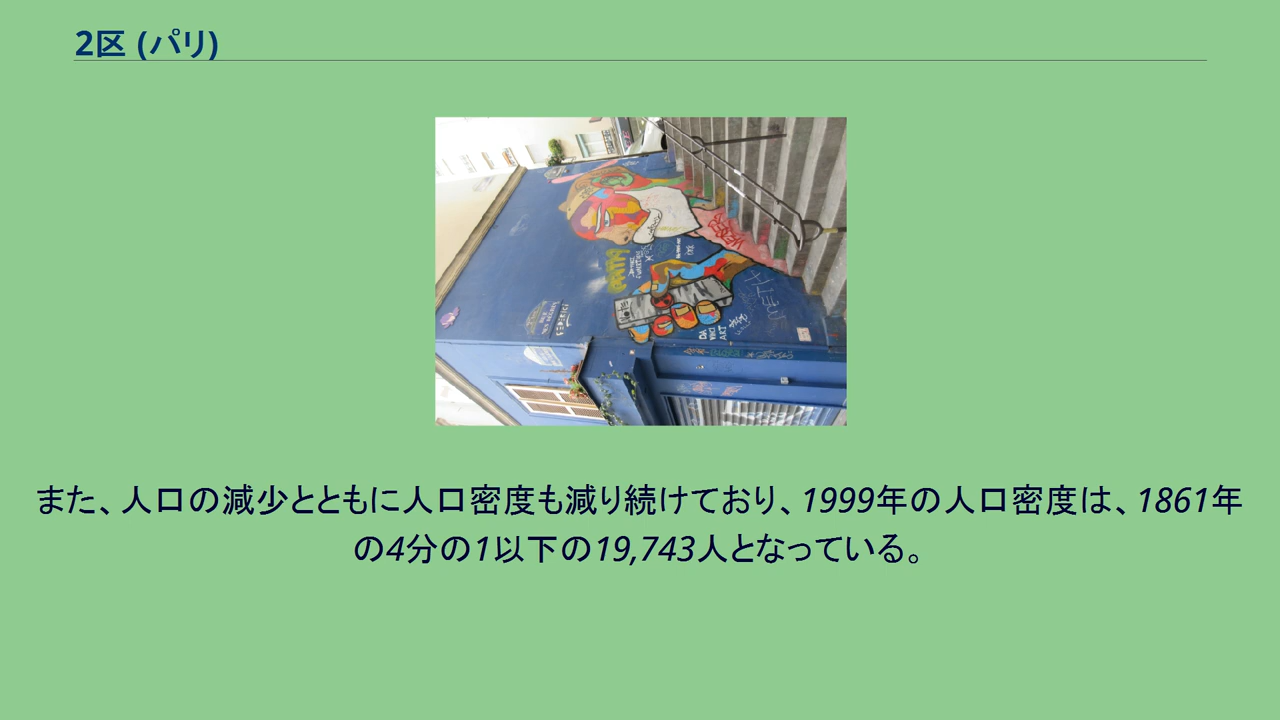 2区 (パリ)
また、人口の減少とともに人口密度も減り続けており、1999年の人口密度は、1861年
の4分の1以下の19,743人となっている。
DA
VINCI
ART